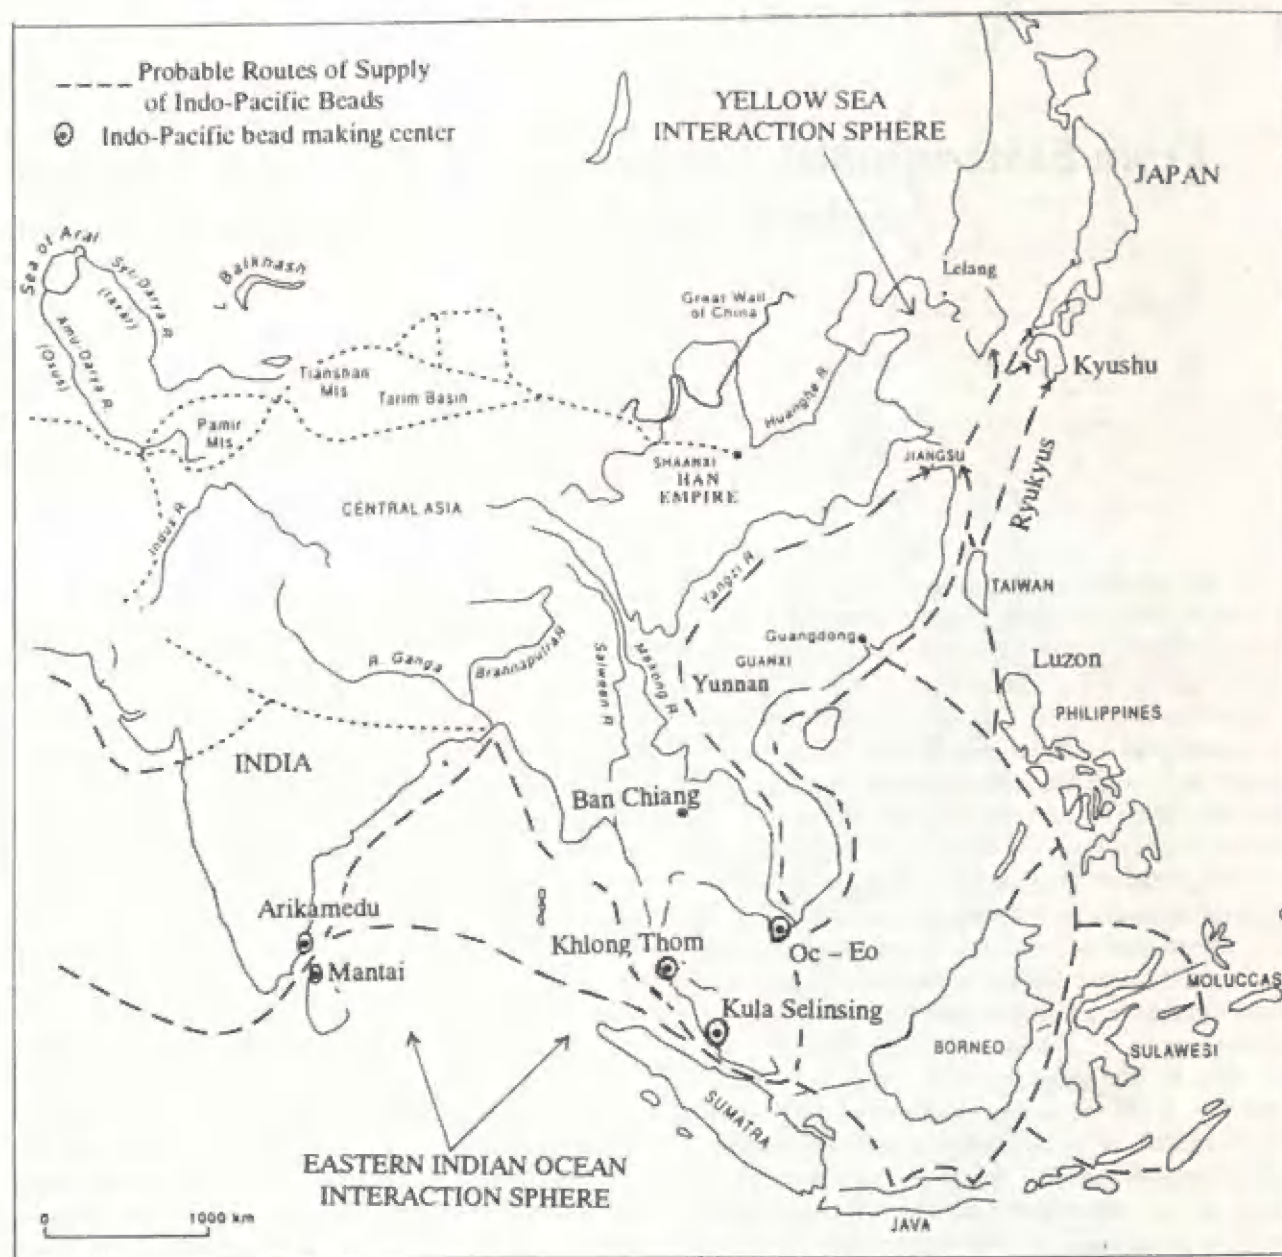 Probable Routes of Supply
of Indo-Pacific Beads
Indo-Pacific bead making center
YELLOW SEA
INTERACTION SPHERE
JAPAN
Sea of Aral
Syr-Darya R
(Iaxar)
L Balkhash
Amu-Darya R.
(Oxus)
Lelang
Great Wall
of China
Tianshan
Mts
Tarim Basin
Kyushu
Huanghe R
Pamir
Mts
SHAANXI
HAN
EMPIRE
JIANGSU
CENTRAL ASIA
Ryukyus
Indus R
Yangzi R
TAIWAN
Guangdong
GUANXI
R. Ganga
Brannaputra R
Salween R
Mekong R
Yunnan
Luzon
PHILIPPINES
INDIA
Ban Chiang
Arikamedu
Khlong Thom
Oc – Eo
Mantai
MOLUCCAS
Kula Selinsing
BORNEO
SULAWESI
SUMATRA
EASTERN INDIAN OCEAN
INTERACTION SPHERE
0
1000 km
JAVA